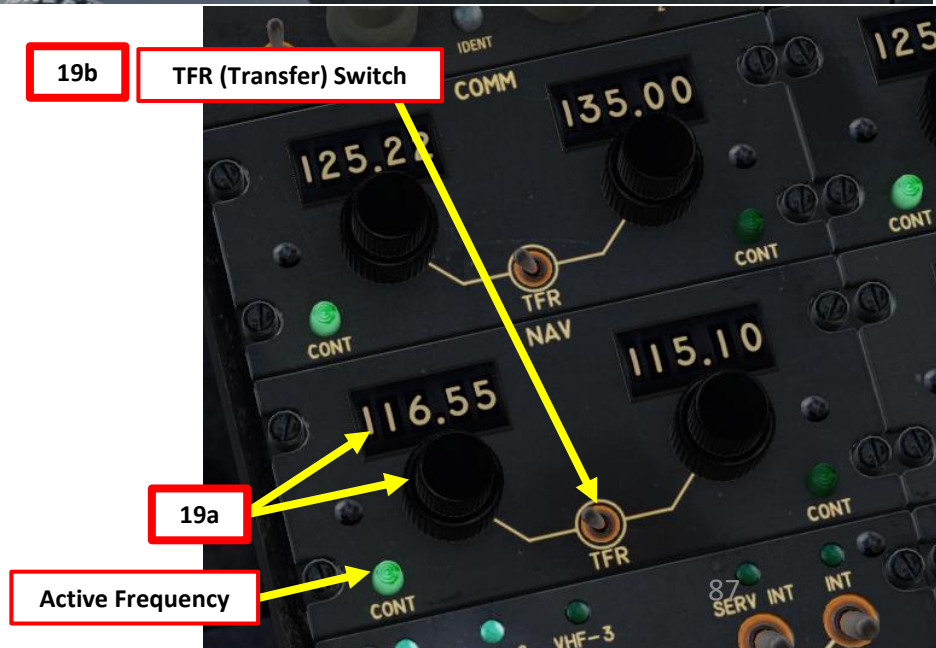 19b
TFR (Transfer) Switch
IDENT
COMM
125.22
135.00
125
CONT
CONT
CONT
TFR
NAV
116.55
115.10
19a
TFR
CONT
Active Frequency
CONT
87
SERV INT
INT
VHF-3